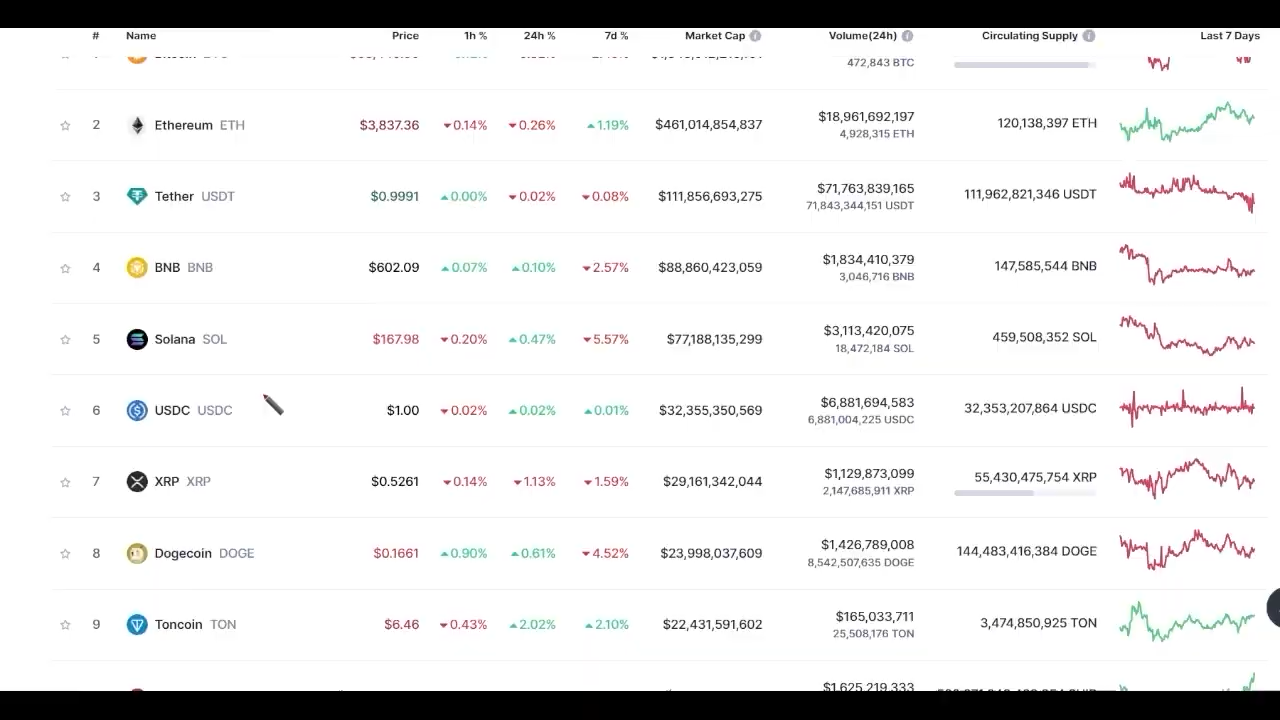 # Name Price 1h % 24h % 7d % Market Cap Volume(24h) Circulating Supply Last 7 Days
472,843 BTC
2 Ethereum ETH $3,837.36 0.14% 0.26% 1.19% $461,014,854,837 $18,961,692,197 120,138,397 ETH
4,928,315 ETH
3 Tether USDT $0.9991 0.00% 0.02% 0.08% $111,856,693,275 $71,763,839,165 111,962,821,346 USDT
71,843,344,151 USDT
4 BNB BNB $602.09 0.07% 0.10% 2.57% $88,860,423,059 $1,834,410,379 147,585,544 BNB
3,046,716 BNB
5 Solana SOL $167.98 0.20% 0.47% 5.57% $77,188,135,299 $3,113,420,075 459,508,352 SOL
18,472,184 SOL
6 USDC USDC $1.00 0.02% 0.02% 0.01% $32,355,350,569 $6,881,694,583 32,353,207,864 USDC
6,881,004,225 USDC
7 XRP XRP $0.5261 0.14% 1.13% 1.59% $29,161,342,044 $1,129,873,099 55,430,475,754 XRP
2,147,685,911 XRP
8 Dogecoin DOGE $0.1661 0.90% 0.61% 4.52% $23,998,037,609 $1,426,789,008 144,483,416,384 DOGE
8,542,507,635 DOGE
9 Toncoin TON $6.46 0.43% 2.02% 2.10% $22,431,591,602 $165,033,711 3,474,850,925 TON
25,508,176 TON
$1,625,219,333